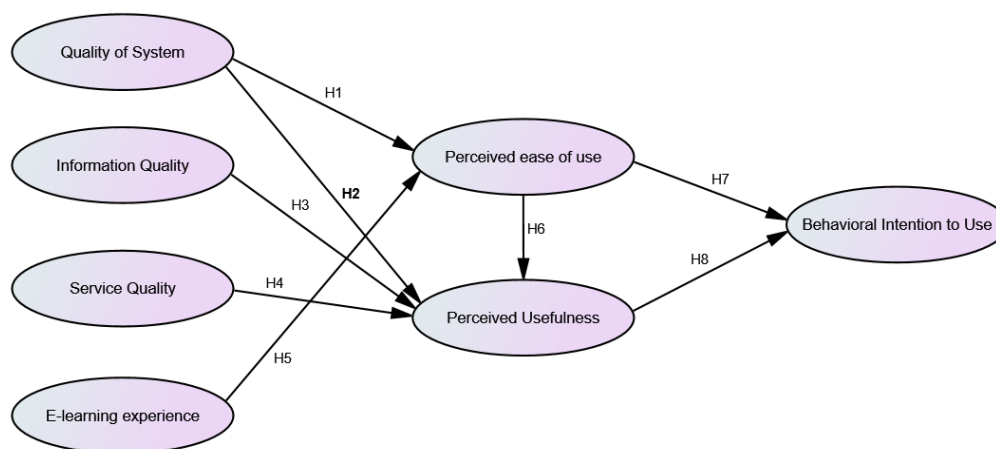 Quality of System
H1
Perceived ease of use
Information Quality
H2
H3
H7
H6
Behavioral Intention to Use
H8
Service Quality
H4
Perceived Usefulness
H5
E-learning experience